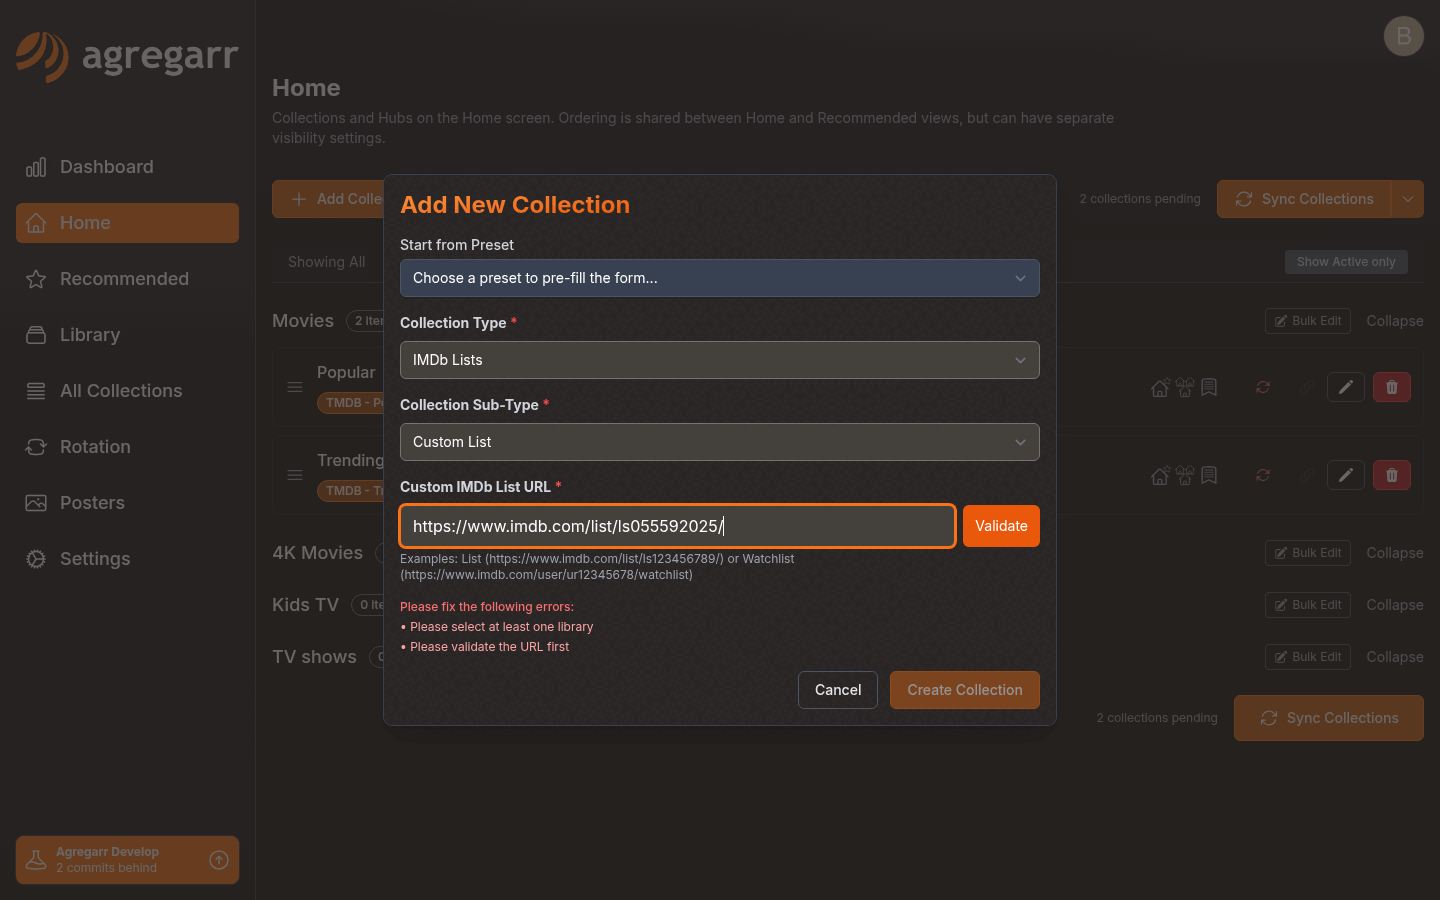 agregarr
B
Dashboard
Home
Recommended
Library
All Collections
Rotation
Posters
Settings
Agregarr Develop
2 commits behind
Home
Collections and Hubs on the Home screen. Ordering is shared between Home and Recommended views, but can have separate
visibility settings.
Add Colle
2 collections pending
Sync Collections
Showing All
Show Active only
Movies
2 iter
Bulk Edit
Collapse
Popular
TMDB - P
Trending
TMDB - T
4K Movies
Bulk Edit
Collapse
Kids TV
0 Ite
Bulk Edit
Collapse
TV shows
Bulk Edit
Collapse
2 collections pending
Sync Collections
Add New Collection
Start from Preset
Choose a preset to pre-fill the form...
Collection Type *
IMDb Lists
Collection Sub-Type *
Custom List
Custom IMDb List URL *
https://www.imdb.com/list/ls055592025/
Validate
Examples: List (https://www.imdb.com/list/ls123456789/) or Watchlist
(https://www.imdb.com/user/ur12345678/watchlist)
Please fix the following errors:
• Please select at least one library
• Please validate the URL first
Cancel
Create Collection